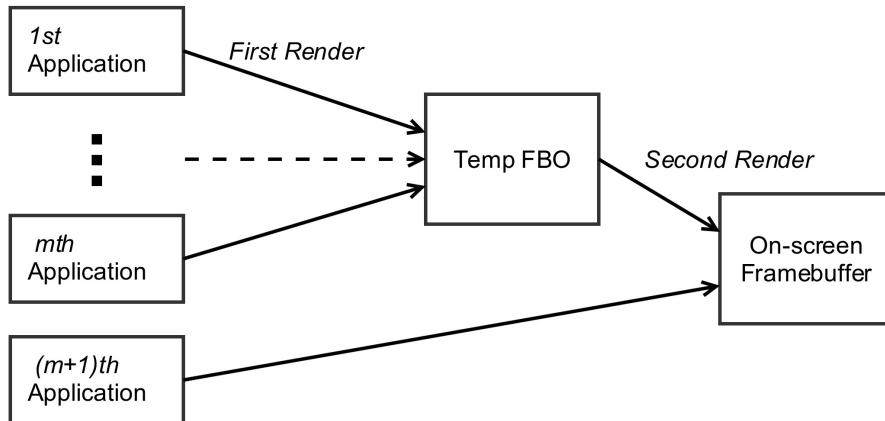 1st
Application
First Render
mth
Application
(m+1)th
Application
Temp FBO
Second Render
On-screen
Framebuffer